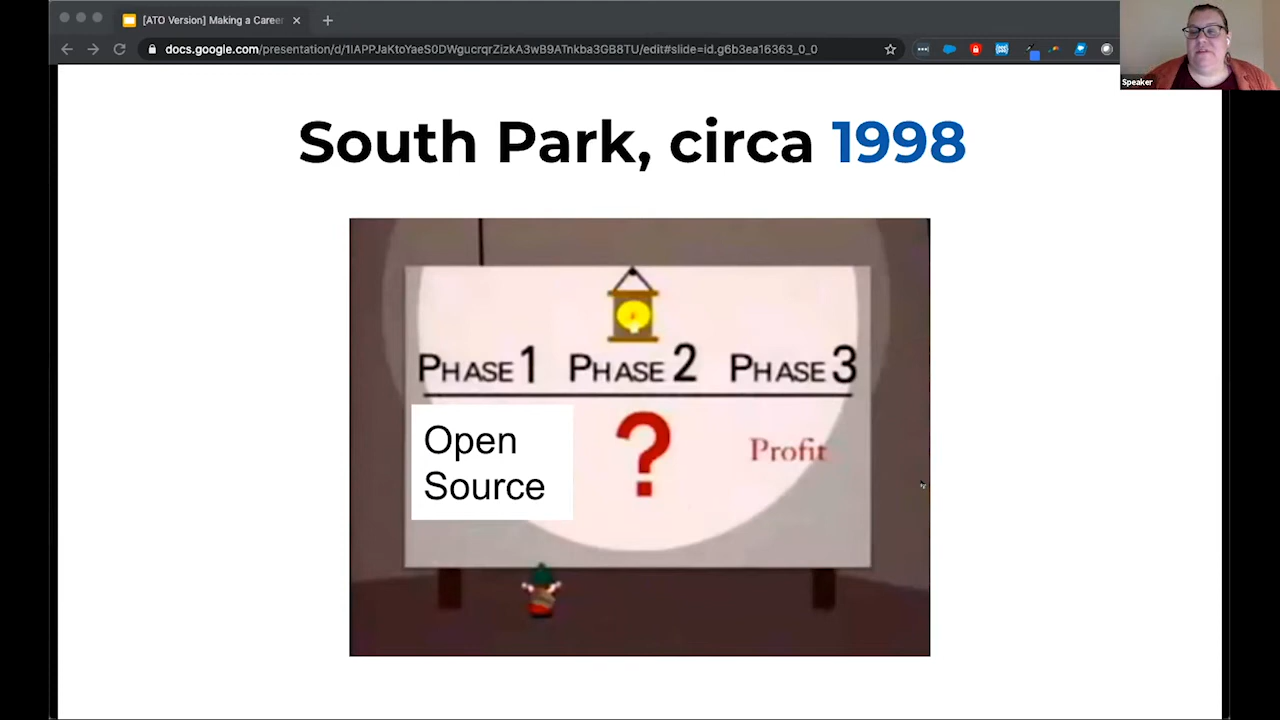 [ATO Version] Making a Career
docs.google.com/presentation/d/1lAPPJaKtoYaeS0DWgucrqrZizkA3wB9ATnkba3GB8TU/edit#slide=id.g6b3ea16363_0_0
Speaker
South Park, circa 1998
PHASE 1 PHASE 2 PHASE 3
Open
Source
?
Profit